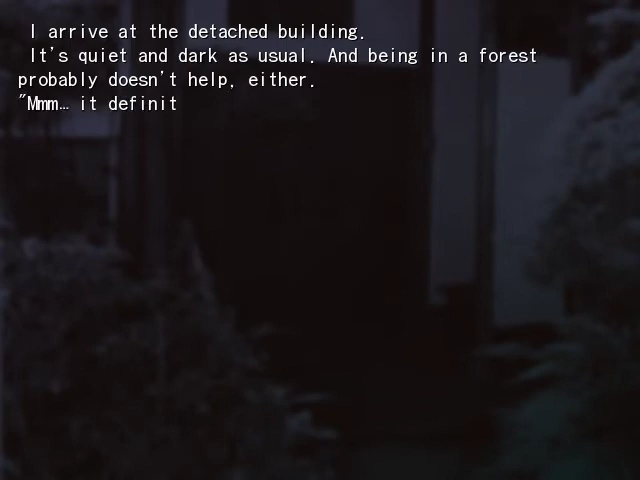 I arrive at the detached building.
It's quiet and dark as usual. And being in a forest
probably doesn't help, either.
"Mmm… it definit